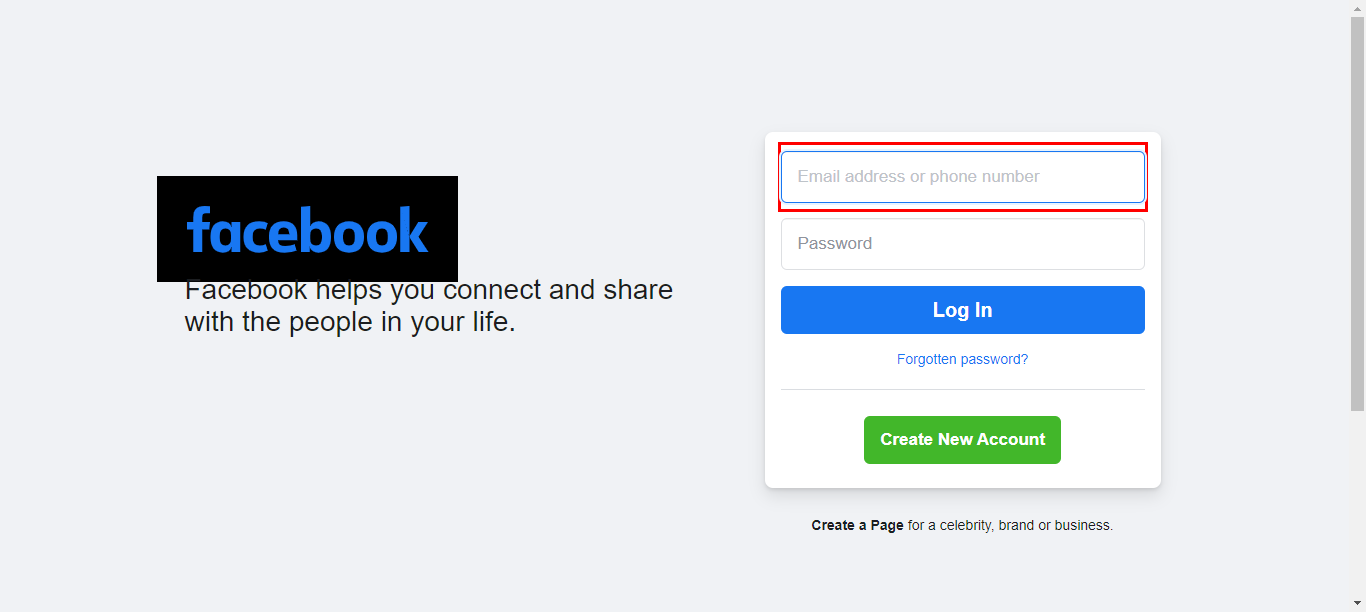 facebook
Facebook helps you connect and share
with the people in your life.
Email address or phone number
Password
Log In
Forgotten password?
Create New Account
Create a Page for a celebrity, brand or business.